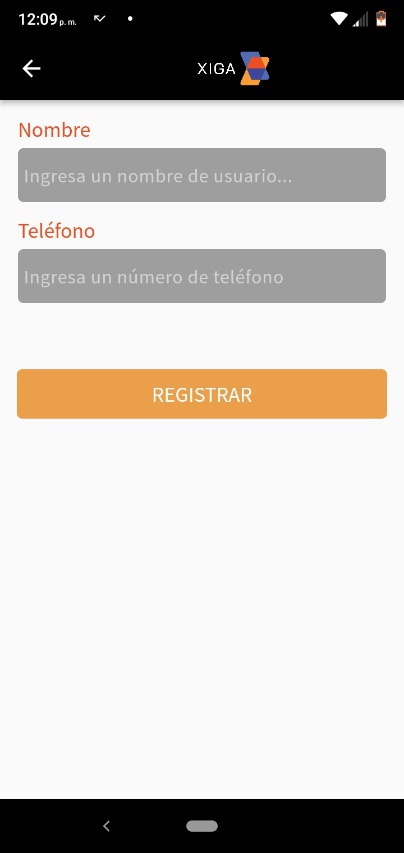 12:09 p. m.
XIGA
Nombre
Ingresa un nombre de usuario...
Teléfono
Ingresa un número de teléfono
REGISTRAR